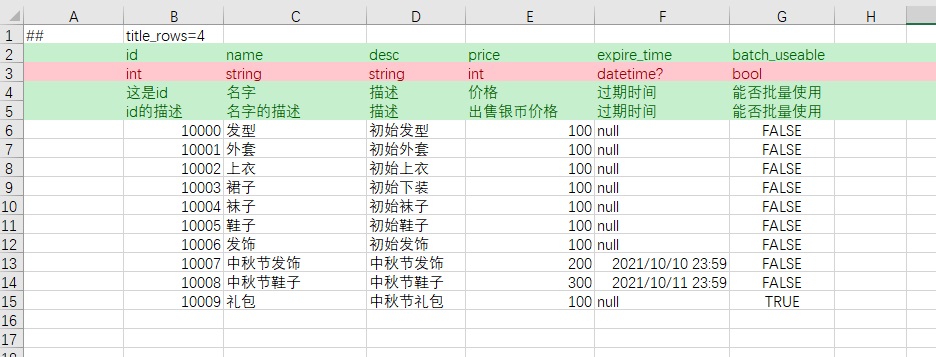 A B C D E F G H
1 ## title_rows=4
2 id name desc price expire_time batch_useable
3 int string string int datetime? bool
4 这是id 名字 描述 价格 过期时间 能否批量使用
5 id的描述 名字的描述 描述 出售银币价格 过期时间 能否批量使用
6 10000 发型 初始发型 100 null FALSE
7 10001 外套 初始外套 100 null FALSE
8 10002 上衣 初始上衣 100 null FALSE
9 10003 裙子 初始下装 100 null FALSE
10 10004 袜子 初始袜子 100 null FALSE
11 10005 鞋子 初始鞋子 100 null FALSE
12 10006 发饰 初始发饰 100 null FALSE
13 10007 中秋节发饰 中秋节发饰 200 2021/10/10 23:59 FALSE
14 10008 中秋节鞋子 中秋节鞋子 300 2021/10/11 23:59 FALSE
15 10009 礼包 中秋节礼包 100 null TRUE
16
17